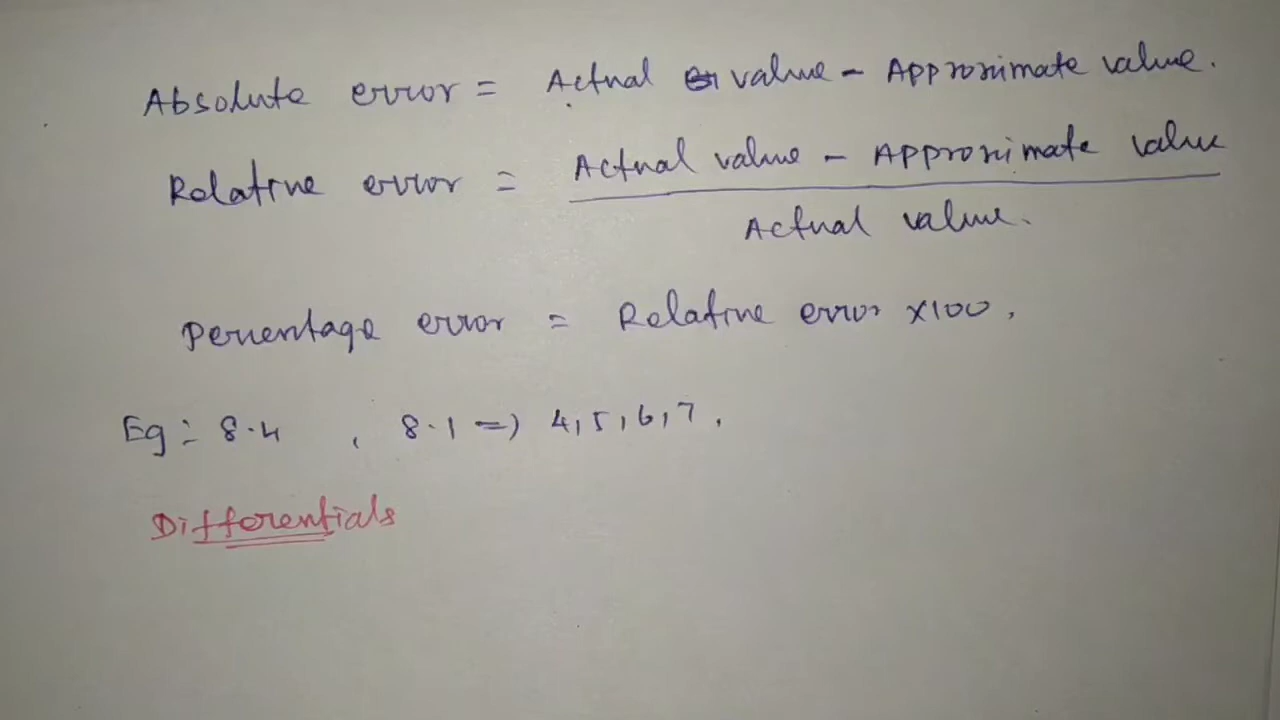 Absolute error = Actual value - Approximate value.
Relative error = Actual value - Approximate value
Actual value.
Percentage error = Relative error x100.
Eg:- 8.4 , 8.1 => 4,5,6,7.
Differentials